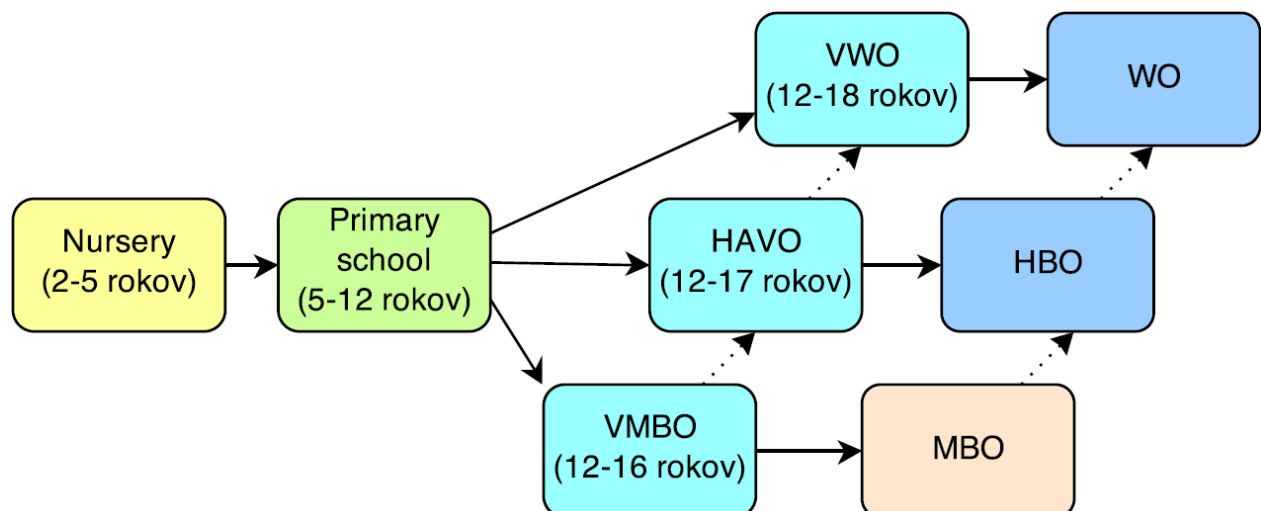 VWO
(12-18 rokov)
WO
Nursery
(2-5 rokov)
Primary
school
(5-12 rokov)
HAVO
(12-17 rokov)
HBO
VMBO
(12-16 rokov)
MBO